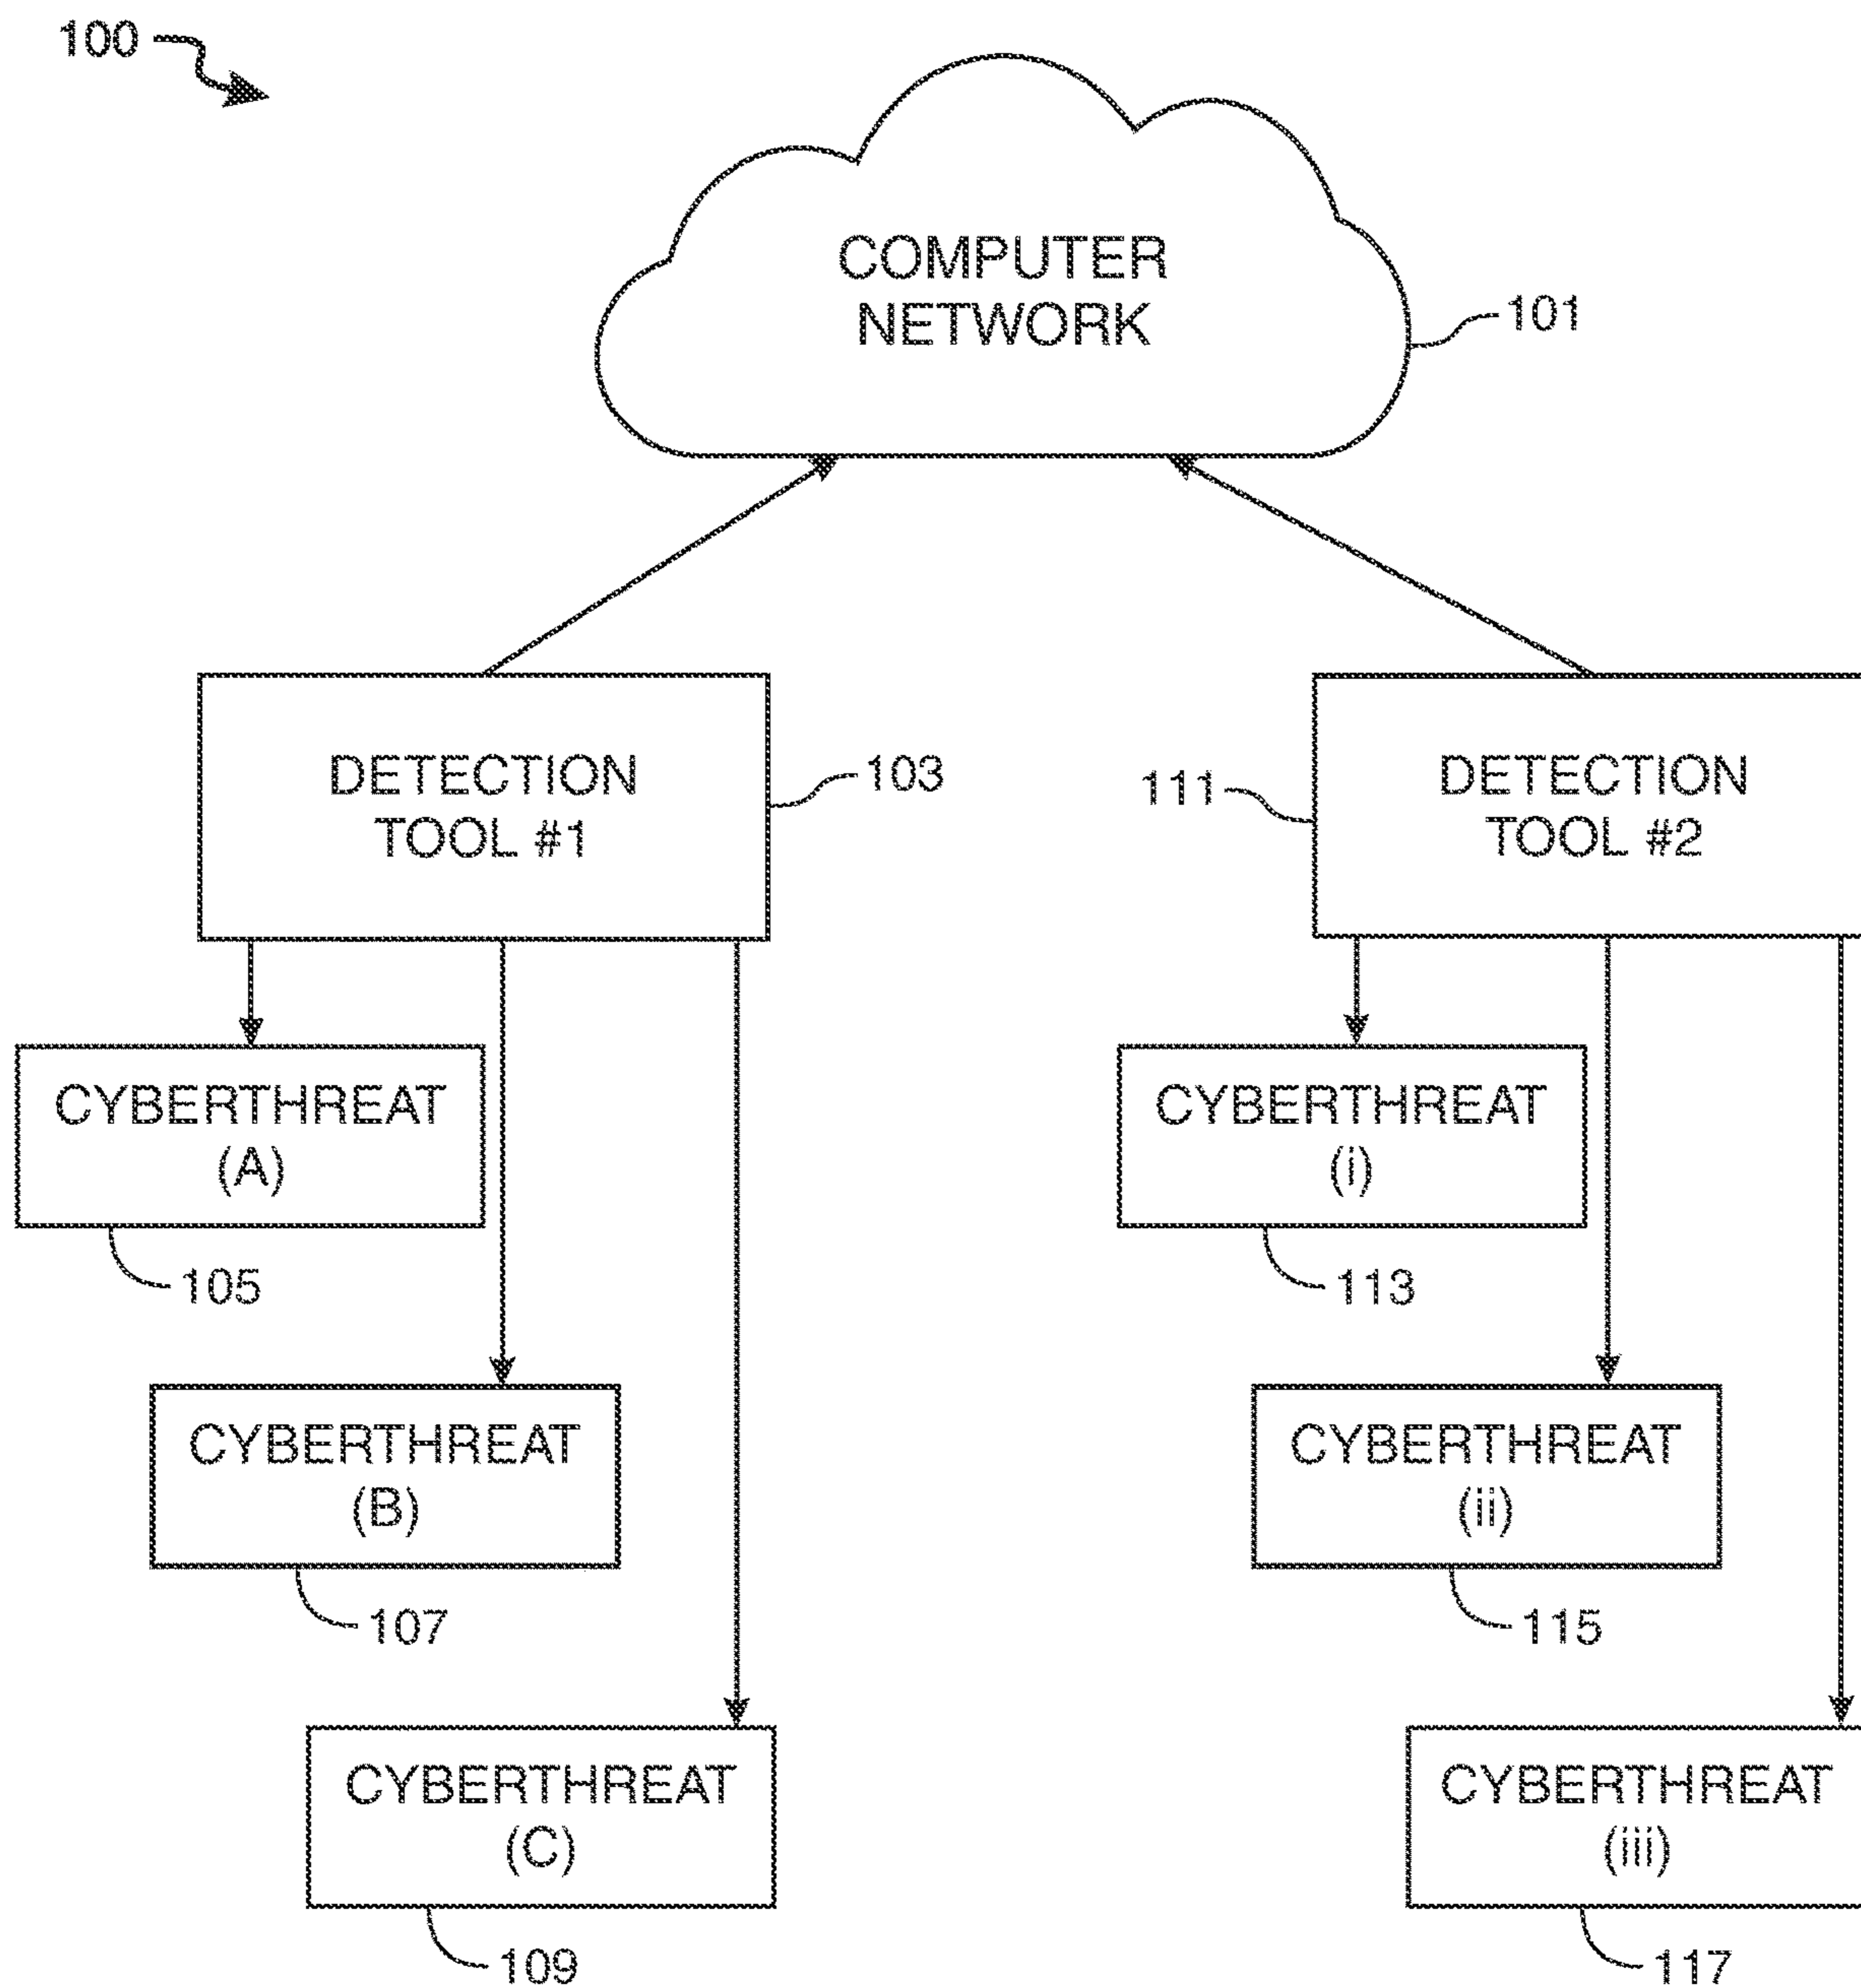 100
COMPUTER
NETWORK
101
DETECTION
TOOL #1
103
111
DETECTION
TOOL #2
CYBERTHREAT
(A)
105
CYBERTHREAT
(i)
113
CYBERTHREAT
(B)
107
CYBERTHREAT
(ii)
115
CYBERTHREAT
(C)
109
CYBERTHREAT
(iii)
117